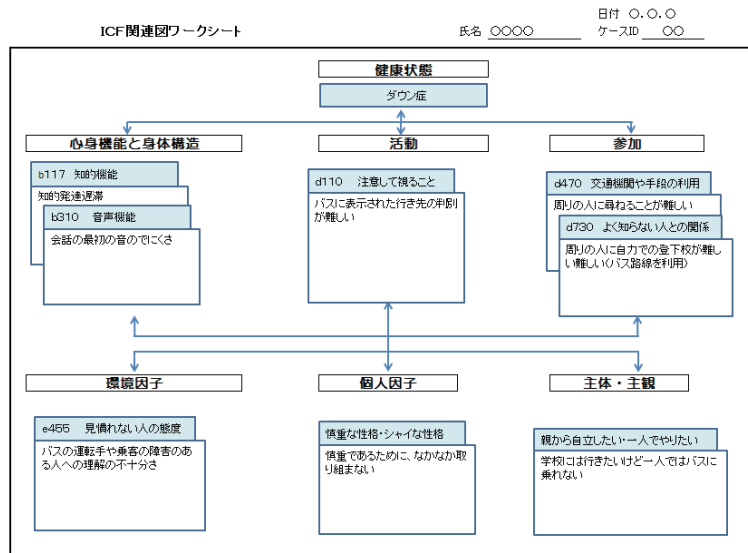 日付 ○.○.○
ICF関連図ワークシート
氏名 ○○○○
ケースID ○○
健康状態
ダウン症
心身機能と身体構造
活動
参加
b117 知的機能
知的発達遅滞
b310 音声機能
会話の最初の音のでにくさ
d110 注意して視ること
バスに表示された行き先の判別
が難しい
d470 交通機関や手段の利用
周りの人に尋ねることが難しい
d730 よく知らない人との関係
周りの人に自力での登下校が難し
い難しい(バス路線を利用)
環境因子
個人因子
主体・主観
e455 見慣れない人の態度
バスの運転手や乗客の障害のあ
る人への理解の不十分さ
慎重な性格・シャイな性格
慎重であるために、なかなか取
り組まない
親から自立したい・一人でやりたい
学校には行きたいけど一人ではバスに
乗れない